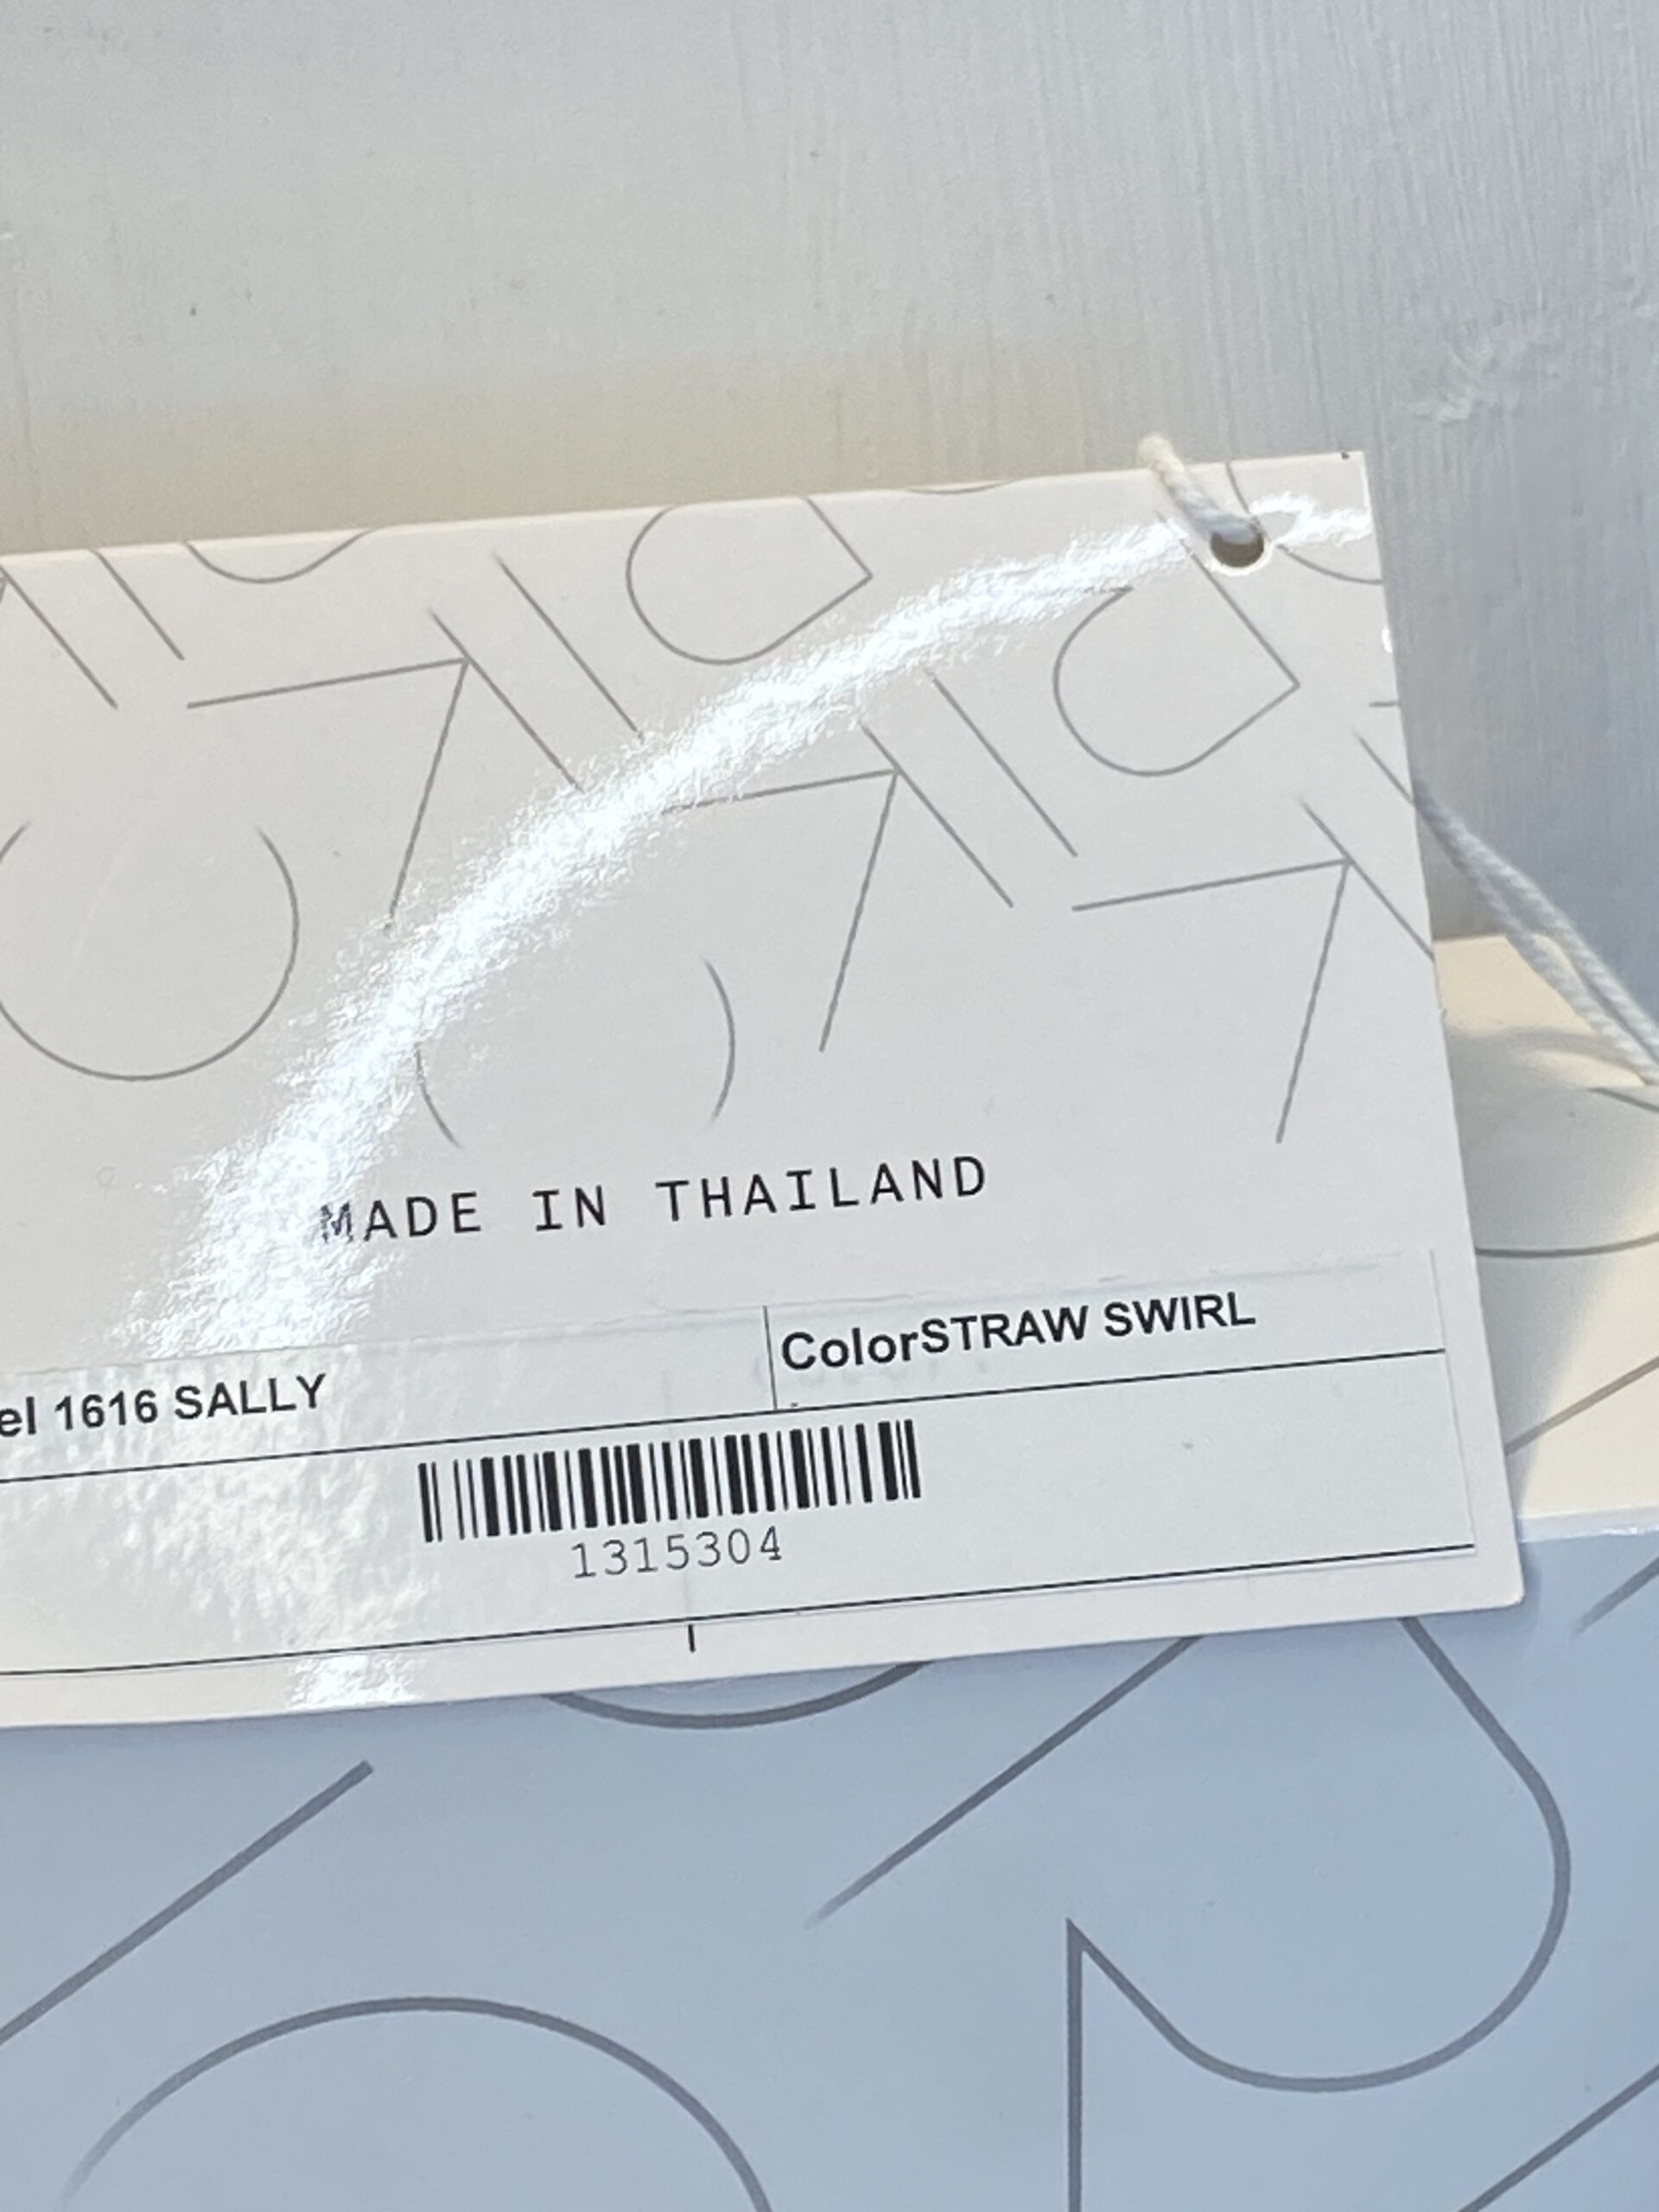 MADE IN THAILAND
el 1616 SALLY
ColorSTRAW SWIRL
1315304